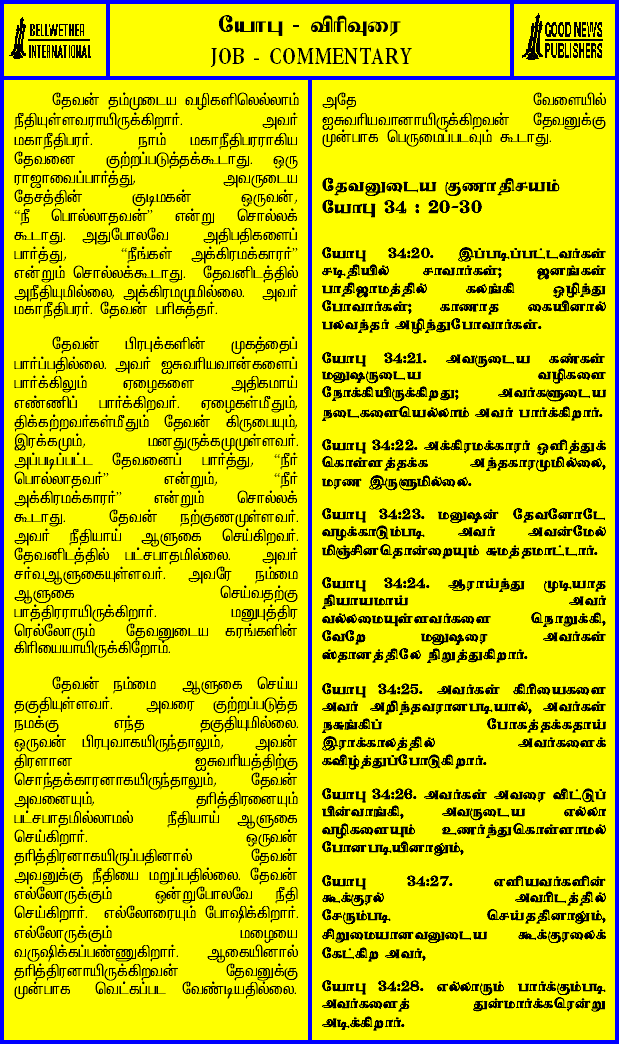 BELLWETHER
INTERNATIONAL
யோபு - விரிவுரை
JOB - COMMENTARY
GOOD NEWS
PUBLISHERS
தேவன் தம்முடைய வழிகளிலெல்லாம்
நீதியுள்ளவராயிருக்கிறார். அவர்
மகாநீதிபரர். நாம் மகாநீதிபரராகிய
தேவனை குற்றப்படுத்தக்கூடாது. ஒரு
ராஜாவைப்பார்த்து, அவருடைய
தேசத்தின் குடிமகன் ஒருவன்,
“நீ பொல்லாதவன்” என்று சொல்லக்
கூடாது. அதுபோலவே அதிபதிகளைப்
பார்த்து, “நீங்கள் அக்கிரமக்காரர்”
என்றும் சொல்லக்கூடாது. தேவனிடத்தில்
அநீதியுமில்லை, அக்கிரமமுமில்லை. அவர்
மகாநீதிபரர். தேவன் பரிசுத்தர்.
தேவன் பிரபுக்களின் முகத்தைப்
பார்ப்பதில்லை. அவர் ஐசுவரியவான்களைப்
பார்க்கிலும் ஏழைகளை அதிகமாய்
எண்ணிப் பார்க்கிறவர். ஏழைகள்மீதும்,
திக்கற்றவர்கள்மீதும் தேவன் கிருபையும்,
இரக்கமும், மனதுருக்கமுமுள்ளவர்.
அப்படிப்பட்ட தேவனைப் பார்த்து, “நீர்
பொல்லாதவர்” என்றும், “நீர்
அக்கிரமக்காரர்” என்றும் சொல்லக்
கூடாது. தேவன் நற்குணமுள்ளவர்.
அவர் நீதியாய் ஆளுகை செய்கிறவர்.
தேவனிடத்தில் பட்சபாதமில்லை. அவர்
சர்வஆளுகையுள்ளவர். அவரே நம்மை
ஆளுகை செய்வதற்கு
பாத்திரராயிருக்கிறார். மனுபுத்திர
ரெல்லோரும் தேவனுடைய கரங்களின்
கிரியையாயிருக்கிறோம்.
தேவன் நம்மை ஆளுகை செய்ய
தகுதியுள்ளவர். அவரை குற்றப்படுத்த
நமக்கு எந்த தகுதியுமில்லை.
ஒருவன் பிரபுவாகயிருந்தாலும், அவன்
திரளான ஐசுவரியத்திற்கு
சொந்தக்காரனாகயிருந்தாலும், தேவன்
அவனையும், தரித்திரனையும்
பட்சபாதமில்லாமல் நீதியாய் ஆளுகை
செய்கிறார். ஒருவன்
தரித்திரனாகயிருப்பதினால் தேவன்
அவனுக்கு நீதியை மறுப்பதில்லை. தேவன்
எல்லோருக்கும் ஒன்றுபோலவே நீதி
செய்கிறார். எல்லோரையும் போஷிக்கிறார்.
எல்லோருக்கும் மழையை
வருஷிக்கப்பண்ணுகிறார். ஆகையினால்
தரித்திரனாயிருக்கிறவன் தேவனுக்கு
முன்பாக வெட்கப்பட வேண்டியதில்லை.
அதே வேளையில்
ஐசுவரியவானாயிருக்கிறவன் தேவனுக்கு
முன்பாக பெருமைப்படவும் கூடாது.
தேவனுடைய குணாதிசயம்
யோபு 34 : 20-30
யோபு 34:20. இப்படிப்பட்டவர்கள்
சடிதியில் சாவார்கள்; ஜனங்கள்
பாதிஜாமத்தில் கலங்கி ஒழிந்து
போவார்கள்; காணாத கையினால்
பலவந்தர் அழிந்துபோவார்கள்.
யோபு 34:21. அவருடைய கண்கள்
மனுஷருடைய வழிகளை
நோக்கியிருக்கிறது; அவர்களுடைய
நடைகளையெல்லாம் அவர் பார்க்கிறார்.
யோபு 34:22. அக்கிரமக்காரர் ஒளித்துக்
கொள்ளத்தக்க அந்தகாரமுமில்லை,
மரண இருளுமில்லை.
யோபு 34:23. மனுஷன் தேவனோடே
வழக்காடும்படி அவர் அவன்மேல்
மிஞ்சினதொன்றையும் சுமத்தமாட்டார்.
யோபு 34:24. ஆராய்ந்து முடியாத
நியாயமாய் அவர்
வல்லமையுள்ளவர்களை நொறுக்கி,
வேறே மனுஷரை அவர்கள்
ஸ்தானத்திலே நிறுத்துகிறார்.
யோபு 34:25. அவர்கள் கிரியைகளை
அவர் அறிந்தவரானபடியால், அவர்கள்
நசுங்கிப் போகத்தக்கதாய்
இராக்காலத்தில் அவர்களைக்
கவிழ்த்துப்போடுகிறார்.
யோபு 34:26. அவர்கள் அவரை விட்டுப்
பின்வாங்கி, அவருடைய எல்லா
வழிகளையும் உணர்ந்துகொள்ளாமல்
போனபடியினாலும்,
யோபு 34:27. எளியவர்களின்
கூக்குரல் அவரிடத்தில்
சேரும்படி செய்ததினாலும்,
சிறுமையானவனுடைய கூக்குரலைக்
கேட்கிற அவர்,
யோபு 34:28. எல்லாரும் பார்க்கும்படி
அவர்களைத் துன்மார்க்கரென்று
அடிக்கிறார்.